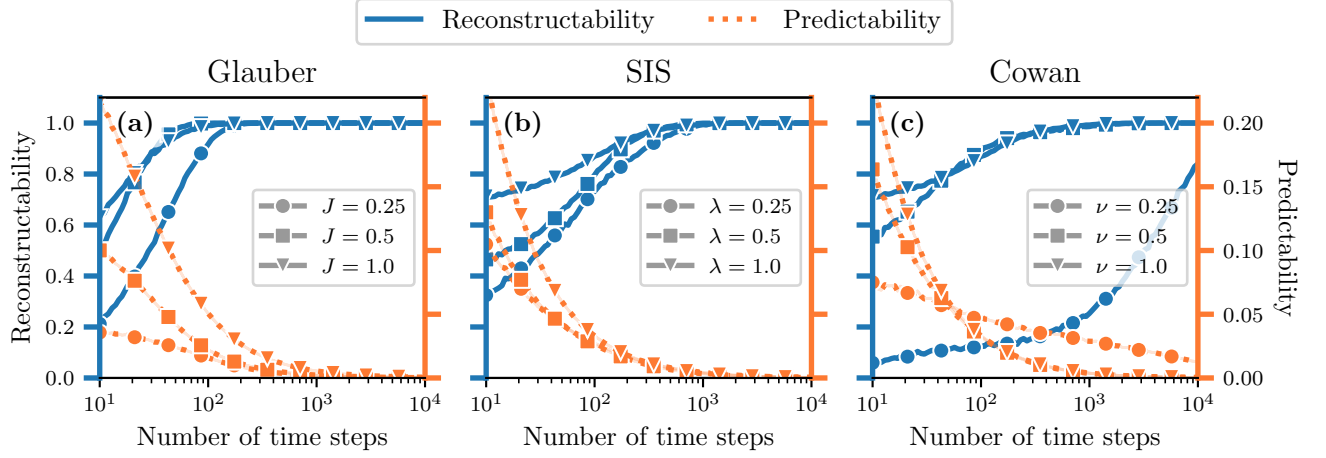 Reconstructability Predictability
Glauber SIS Cowan
(a) (b) (c)
Reconstructability
1.0
0.8
0.6
0.4
0.2
0.0
J = 0.25
J = 0.5
J = 1.0
λ = 0.25
λ = 0.5
λ = 1.0
ν = 0.25
ν = 0.5
ν = 1.0
0.20
0.15
0.10
0.05
0.00
Predictability
10¹ 10² 10³ 10⁴ 10¹ 10² 10³ 10⁴ 10¹ 10² 10³ 10⁴
Number of time steps Number of time steps Number of time steps